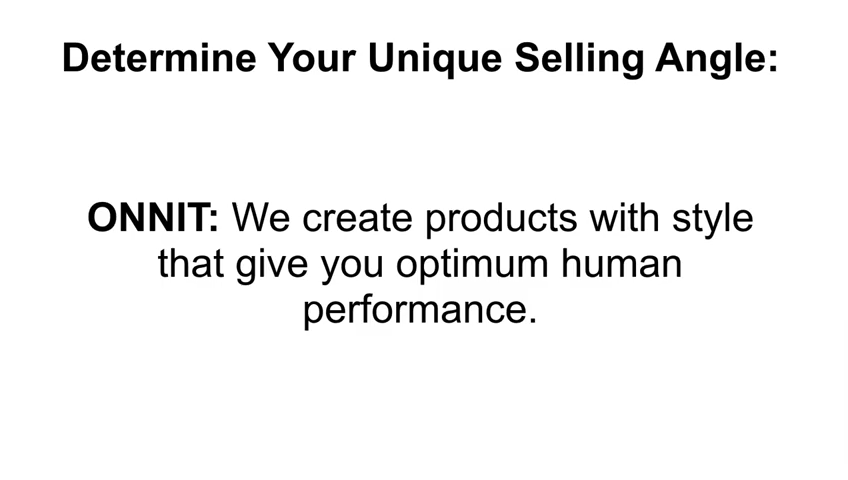 Determine Your Unique Selling Angle:
ONNIT: We create products with style
that give you optimum human
performance.